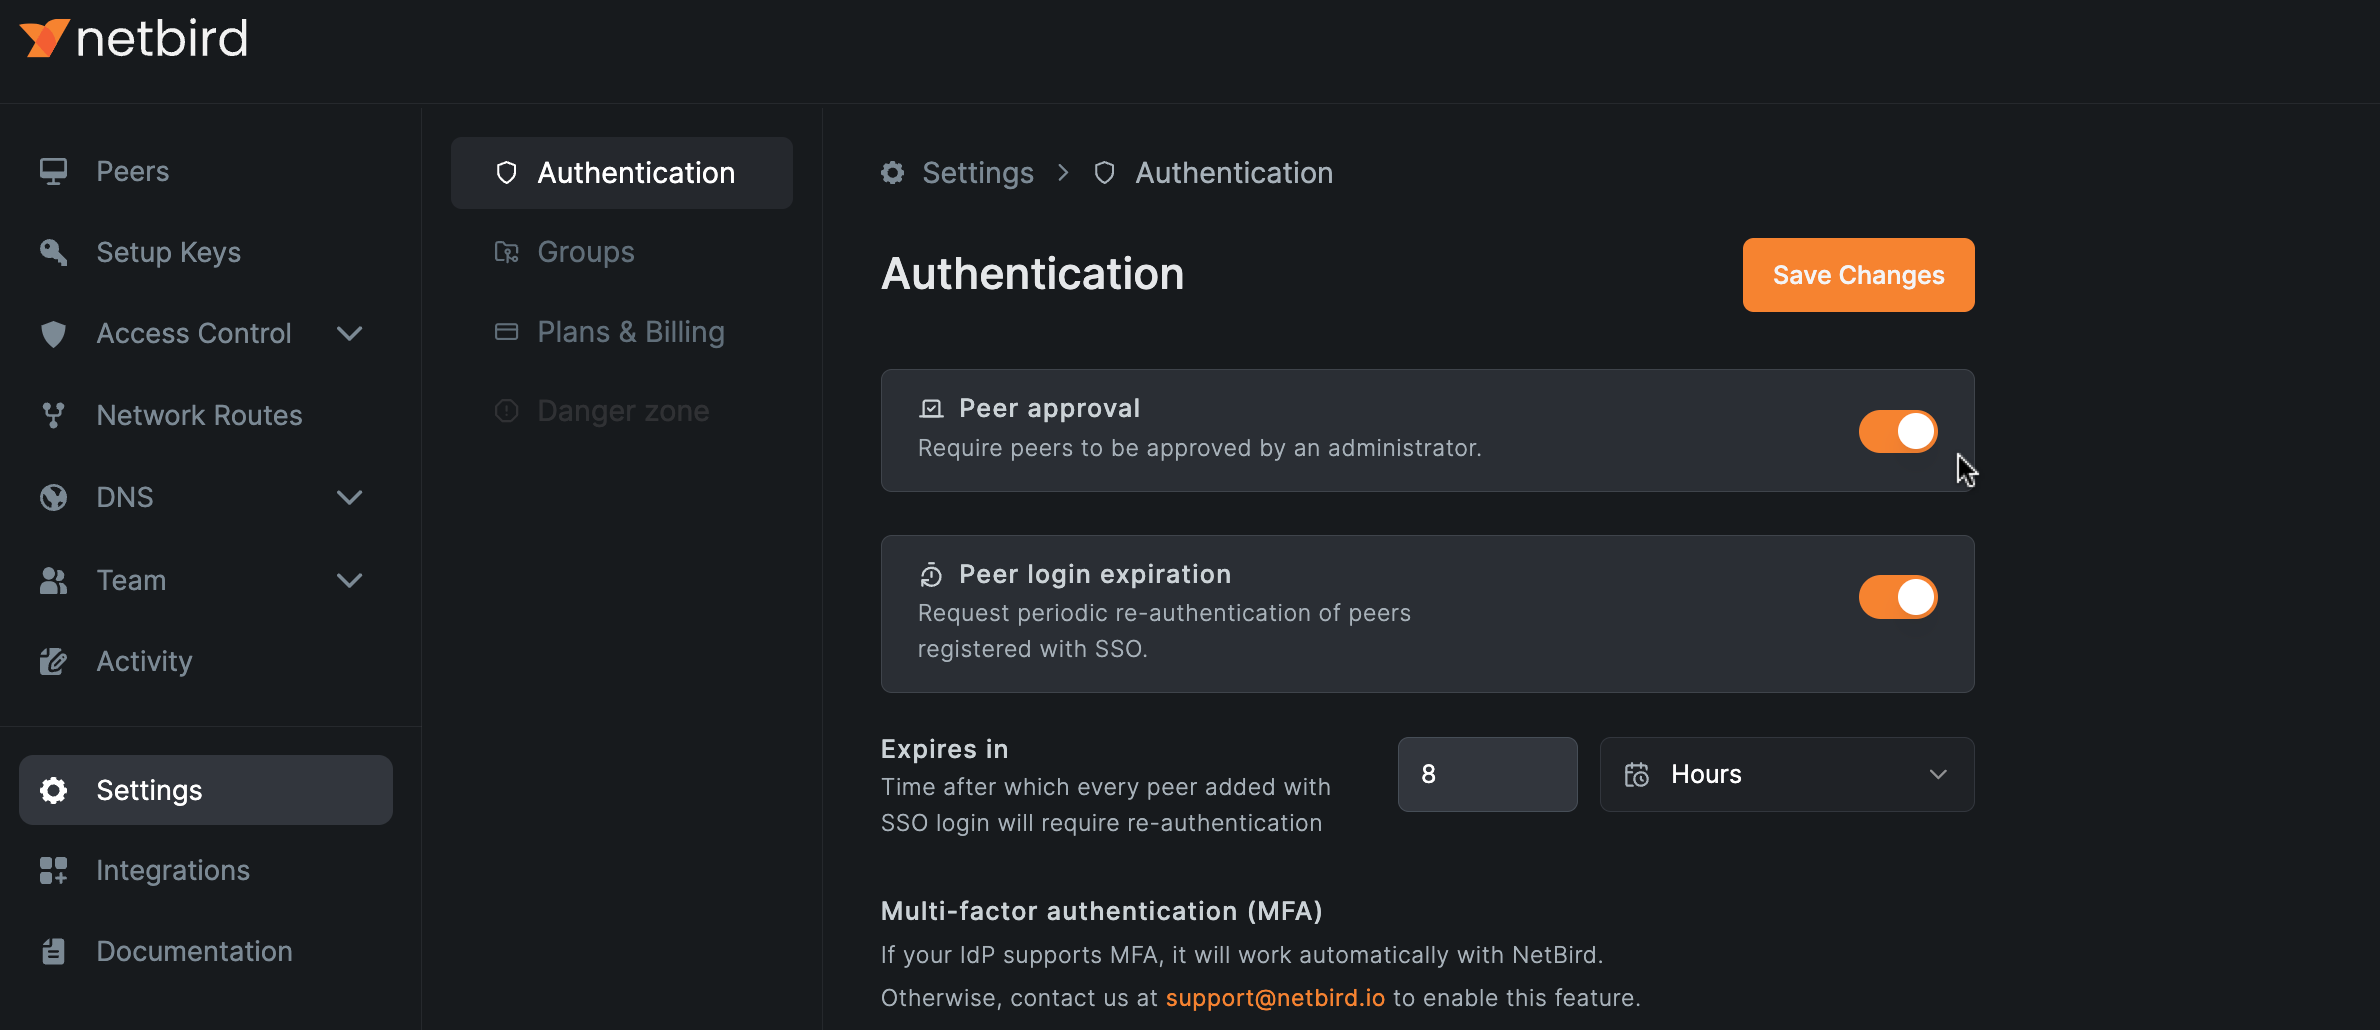 netbird
Peers
Setup Keys
Access Control
Network Routes
DNS
Team
Activity
Settings
Integrations
Documentation
Authentication
Groups
Plans & Billing
Danger zone
Settings > Authentication
Authentication
Save Changes
Peer approval
Require peers to be approved by an administrator.
Peer login expiration
Request periodic re-authentication of peers
registered with SSO.
Expires in
Time after which every peer added with
SSO login will require re-authentication
8
Hours
Multi-factor authentication (MFA)
If your IdP supports MFA, it will work automatically with NetBird.
Otherwise, contact us at support@netbird.io to enable this feature.